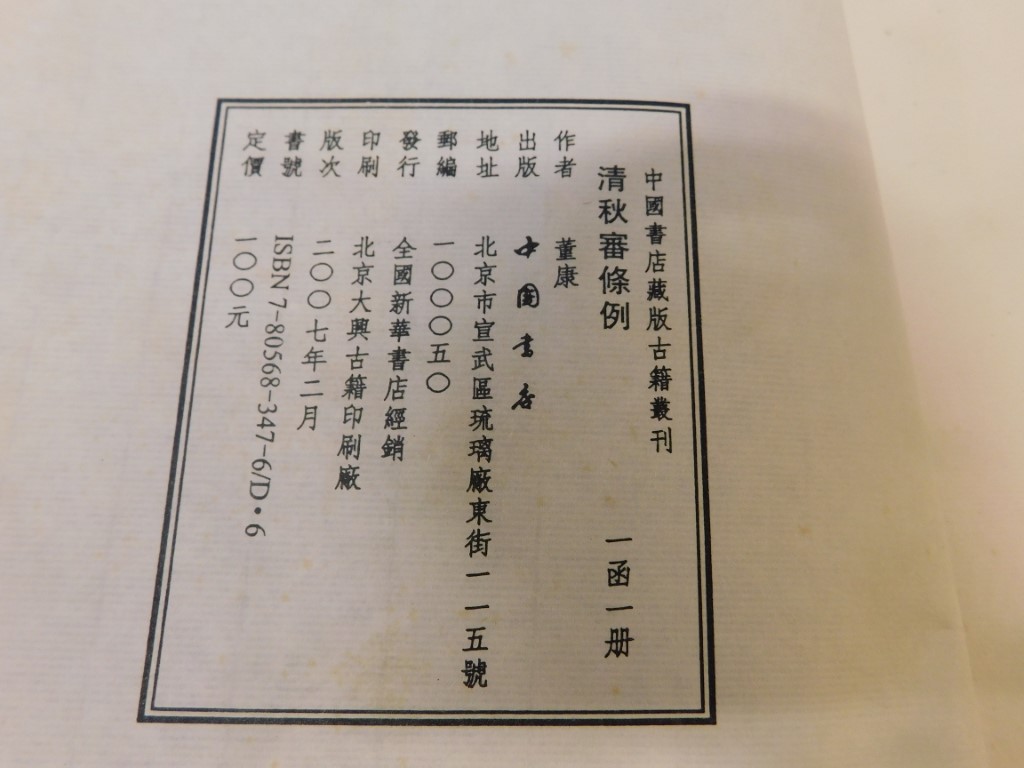 中國書店藏版古籍叢刊
清秋審條例 一函一册
作者 董康
出版 中国书店
地址 北京市宣武區琉璃廠東街一一五號
郵編 一〇〇〇五〇
發行 全國新華書店經銷
印刷 北京大興古籍印刷廠
版次 二〇〇七年二月
書號 ISBN 7-80568-347-6/D·6
定價 一〇〇元